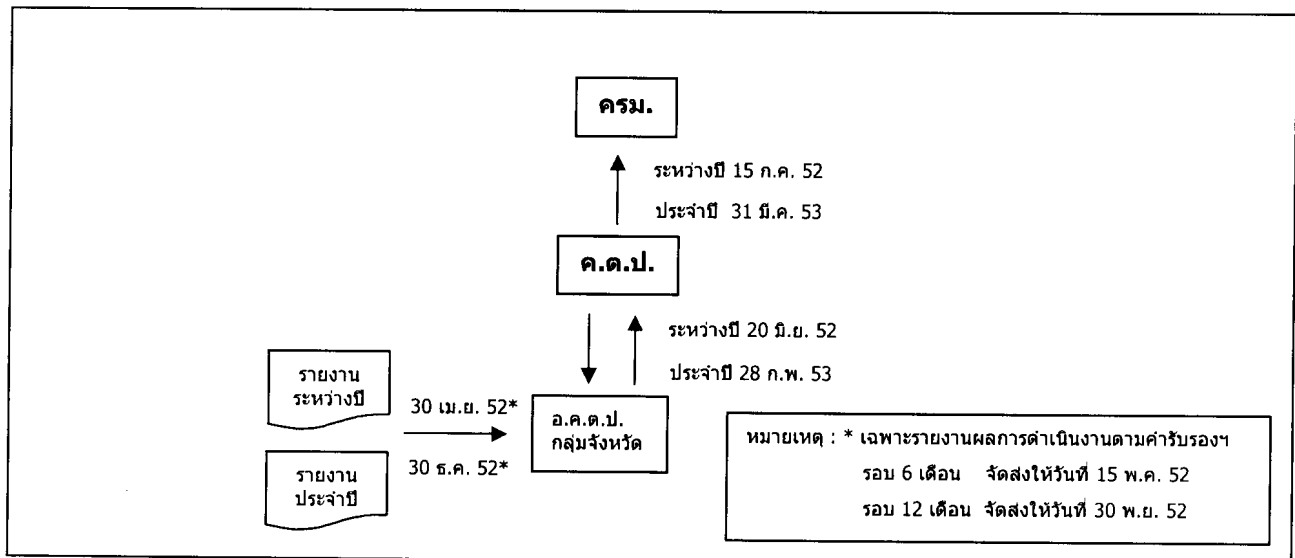 ครม.
ระหว่างปี 15 ก.ค. 52
ประจำปี 31 มี.ค. 53
ค.ต.ป.
ระหว่างปี 20 มิ.ย. 52
ประจำปี 28 ก.พ. 53
รายงาน
ระหว่างปี
30 เม.ย. 52*
30 ธ.ค. 52*
รายงาน
ประจำปี
อ.ค.ต.ป.
กลุ่มจังหวัด
หมายเหตุ : * เฉพาะรายงานผลการดำเนินงานตามคำรับรองฯ
รอบ 6 เดือน จัดส่งให้วันที่ 15 พ.ค. 52
รอบ 12 เดือน จัดส่งให้วันที่ 30 พ.ย. 52